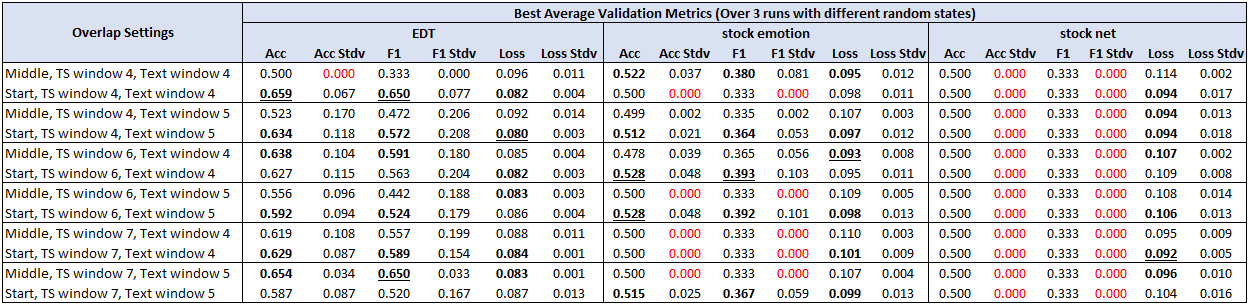 Best Average Validation Metrics (Over 3 runs with different random states)
Overlap Settings EDT stock emotion stock net
Acc Acc Stdv F1 F1 Stdv Loss Loss Stdv Acc Acc Stdv F1 F1 Stdv Loss Loss Stdv Acc Acc Stdv F1 F1 Stdv Loss Loss Stdv
Middle, TS window 4, Text window 4 0.500 0.000 0.333 0.000 0.096 0.011 0.522 0.037 0.380 0.081 0.095 0.012 0.500 0.000 0.333 0.000 0.114 0.002
Start, TS window 4, Text window 4 0.659 0.067 0.650 0.077 0.082 0.004 0.500 0.000 0.333 0.000 0.098 0.011 0.500 0.000 0.333 0.000 0.094 0.017
Middle, TS window 4, Text window 5 0.523 0.170 0.472 0.206 0.092 0.014 0.499 0.002 0.335 0.002 0.107 0.003 0.500 0.000 0.333 0.000 0.094 0.013
Start, TS window 4, Text window 5 0.634 0.118 0.572 0.208 0.080 0.003 0.512 0.021 0.364 0.053 0.097 0.012 0.500 0.000 0.333 0.000 0.094 0.018
Middle, TS window 6, Text window 4 0.638 0.104 0.591 0.180 0.085 0.004 0.478 0.039 0.365 0.056 0.093 0.008 0.500 0.000 0.333 0.000 0.107 0.002
Start, TS window 6, Text window 4 0.627 0.115 0.563 0.204 0.082 0.003 0.528 0.048 0.393 0.103 0.095 0.011 0.500 0.000 0.333 0.000 0.109 0.008
Middle, TS window 6, Text window 5 0.556 0.096 0.442 0.188 0.083 0.003 0.500 0.000 0.333 0.000 0.109 0.005 0.500 0.000 0.333 0.000 0.108 0.014
Start, TS window 6, Text window 5 0.592 0.094 0.524 0.179 0.086 0.004 0.528 0.048 0.392 0.101 0.098 0.013 0.500 0.000 0.333 0.000 0.106 0.013
Middle, TS window 7, Text window 4 0.619 0.108 0.557 0.199 0.088 0.011 0.500 0.000 0.333 0.000 0.110 0.003 0.500 0.000 0.333 0.000 0.095 0.009
Start, TS window 7, Text window 4 0.629 0.087 0.589 0.154 0.084 0.001 0.500 0.000 0.333 0.000 0.101 0.009 0.500 0.000 0.333 0.000 0.092 0.005
Middle, TS window 7, Text window 5 0.654 0.034 0.650 0.033 0.083 0.001 0.500 0.000 0.333 0.000 0.107 0.004 0.500 0.000 0.333 0.000 0.096 0.010
Start, TS window 7, Text window 5 0.587 0.087 0.520 0.167 0.087 0.013 0.515 0.025 0.367 0.059 0.099 0.013 0.500 0.000 0.333 0.000 0.104 0.016